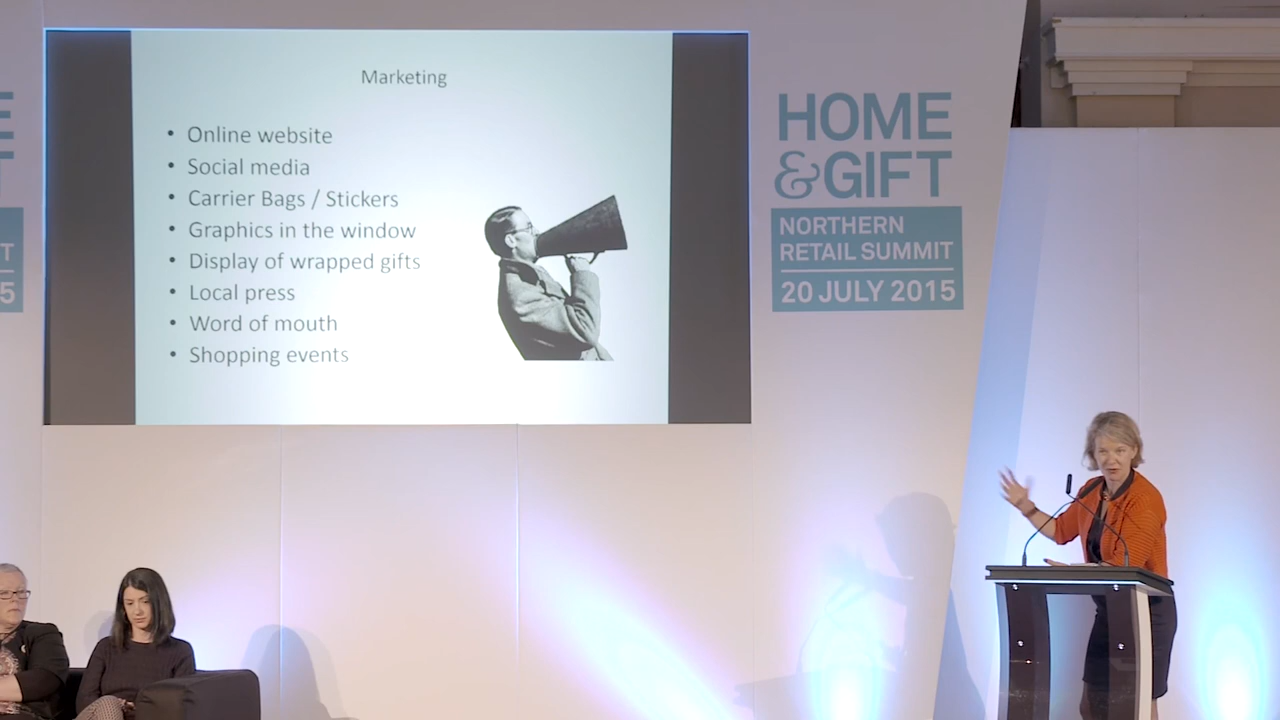 Marketing
• Online website
• Social media
• Carrier Bags / Stickers
• Graphics in the window
• Display of wrapped gifts
• Local press
• Word of mouth
• Shopping events
HOME
&GIFT
NORTHERN
RETAIL SUMMIT
20 JULY 2015